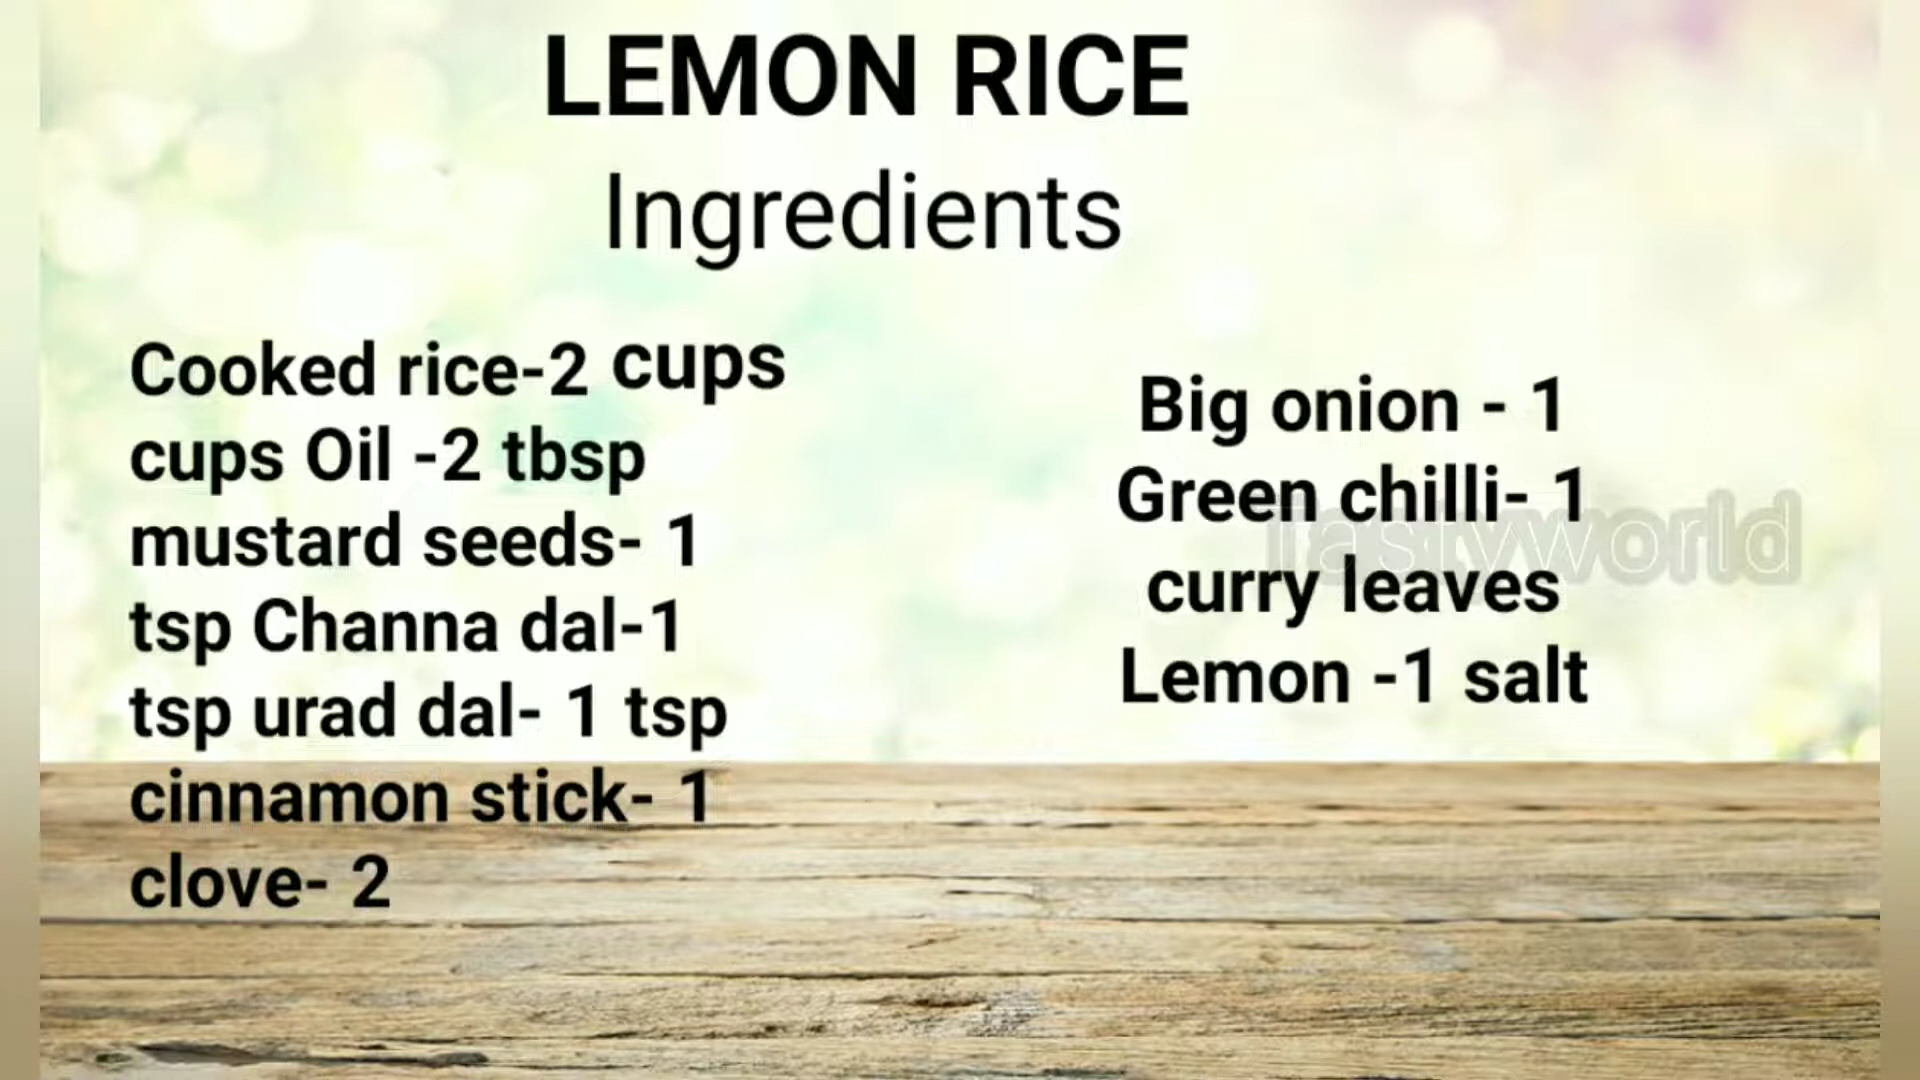 LEMON RICE
Ingredients
Cooked rice-2 cups
cups Oil -2 tbsp
mustard seeds- 1
tsp Channa dal-1
tsp urad dal- 1 tsp
cinnamon stick- 1
clove- 2
Big onion - 1
Green chilli- 1
Tastyworld
curry leaves
Lemon -1 salt